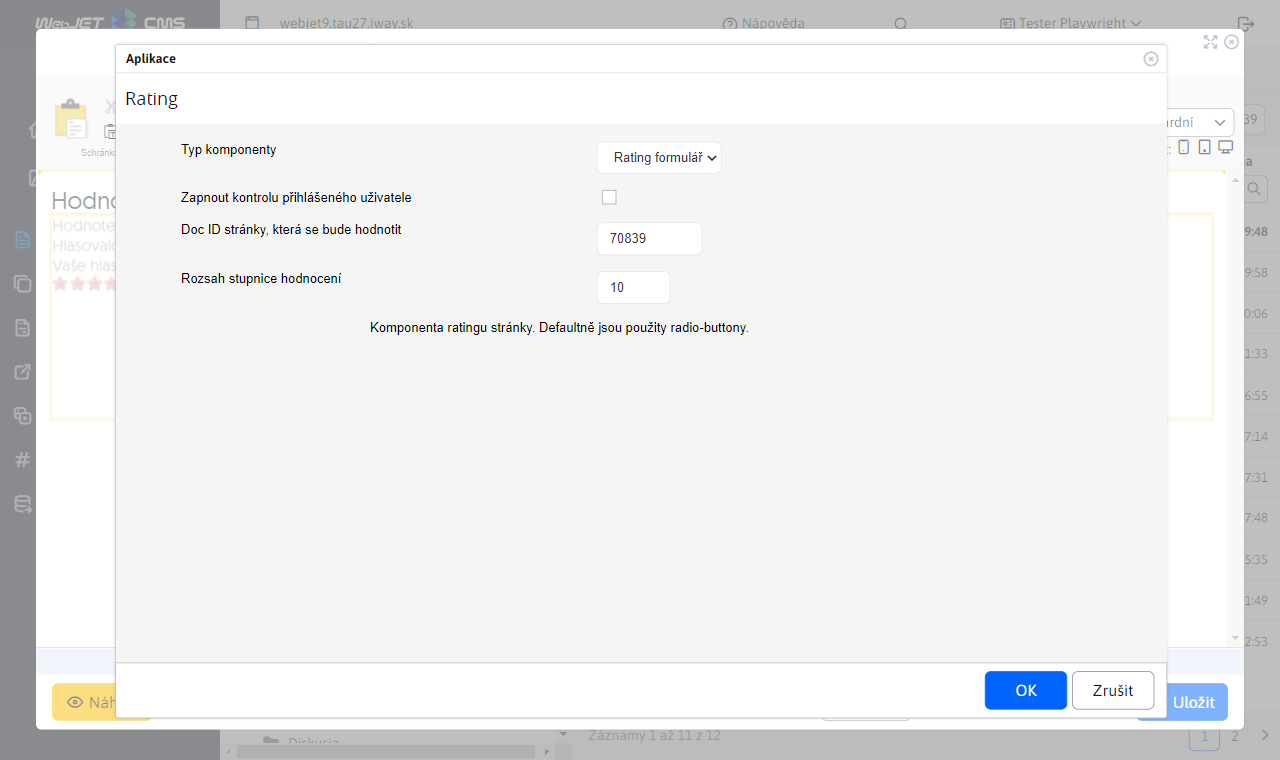 WebJET CMS
webjet9.tau27.iway.sk
Nápověda
Tester Playwright
Aplikace
Rating
Schránka
rdní
39
Typ komponenty
Rating formulář
Zapnout kontrolu přihlášeného uživatele
Doc ID stránky, která se bude hodnotit
70839
Rozsah stupnice hodnocení
10
Komponenta ratingu stránky. Defaultně jsou použity radio-buttony.
Hodno
Hodnote
Hlasoval
Vaše hlas
9:48
9:58
0:06
1:33
6:55
7:14
7:31
7:48
5:35
1:49
2:53
OK
Zrušit
Náh
Uložit
Diskusia
Záznamy 1 až 11 z 12
1
2